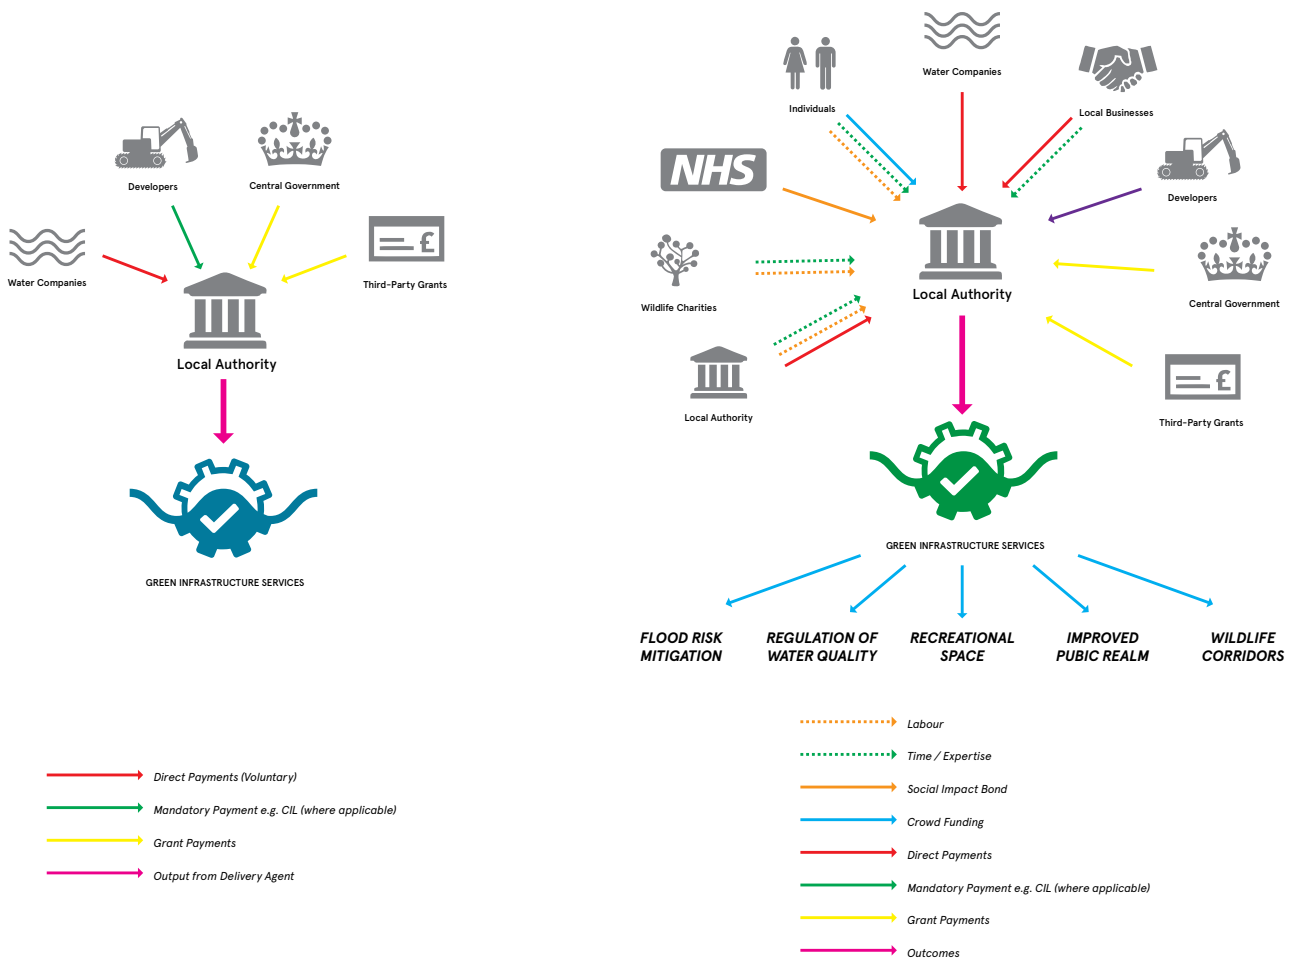 Developers
Central Government
Water Companies
£
Third-Party Grants
Local Authority
GREEN INFRASTRUCTURE SERVICES
Direct Payments (Voluntary)
Mandatory Payment e.g. CIL (where applicable)
Grant Payments
Output from Delivery Agent
Water Companies
Individuals
Local Businesses
NHS
Developers
Wildlife Charities
Local Authority
Central Government
Local Authority
£
Third-Party Grants
GREEN INFRASTRUCTURE SERVICES
FLOOD RISK
MITIGATION
REGULATION OF
WATER QUALITY
RECREATIONAL
SPACE
IMPROVED
PUBIC REALM
WILDLIFE
CORRIDORS
Labour
Time / Expertise
Social Impact Bond
Crowd Funding
Direct Payments
Mandatory Payment e.g. CIL (where applicable)
Grant Payments
Outcomes